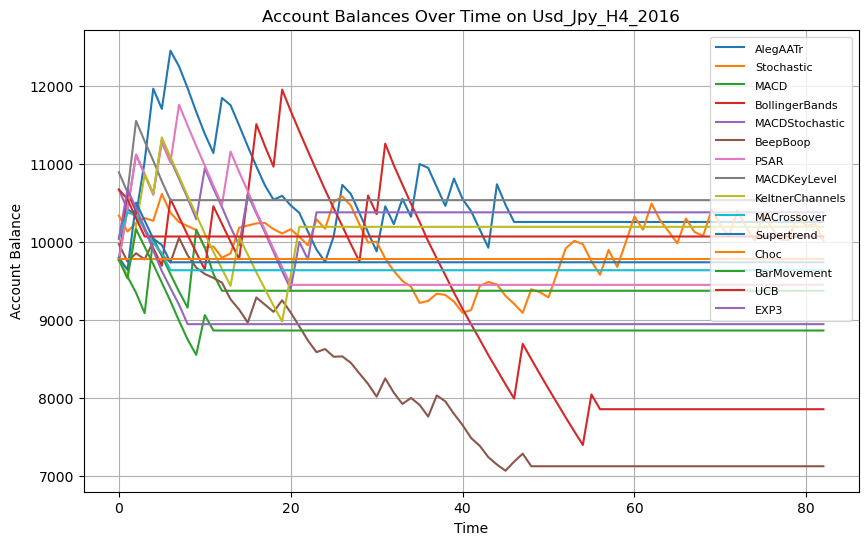 Account Balances Over Time on Usd_Jpy_H4_2016
Account Balance
12000
11000
10000
9000
8000
7000
0
20
40
60
80
Time
AlegAATr
Stochastic
MACD
BollingerBands
MACDStochastic
BeepBoop
PSAR
MACDKeyLevel
KeltnerChannels
MACrossover
Supertrend
Choc
BarMovement
UCB
EXP3